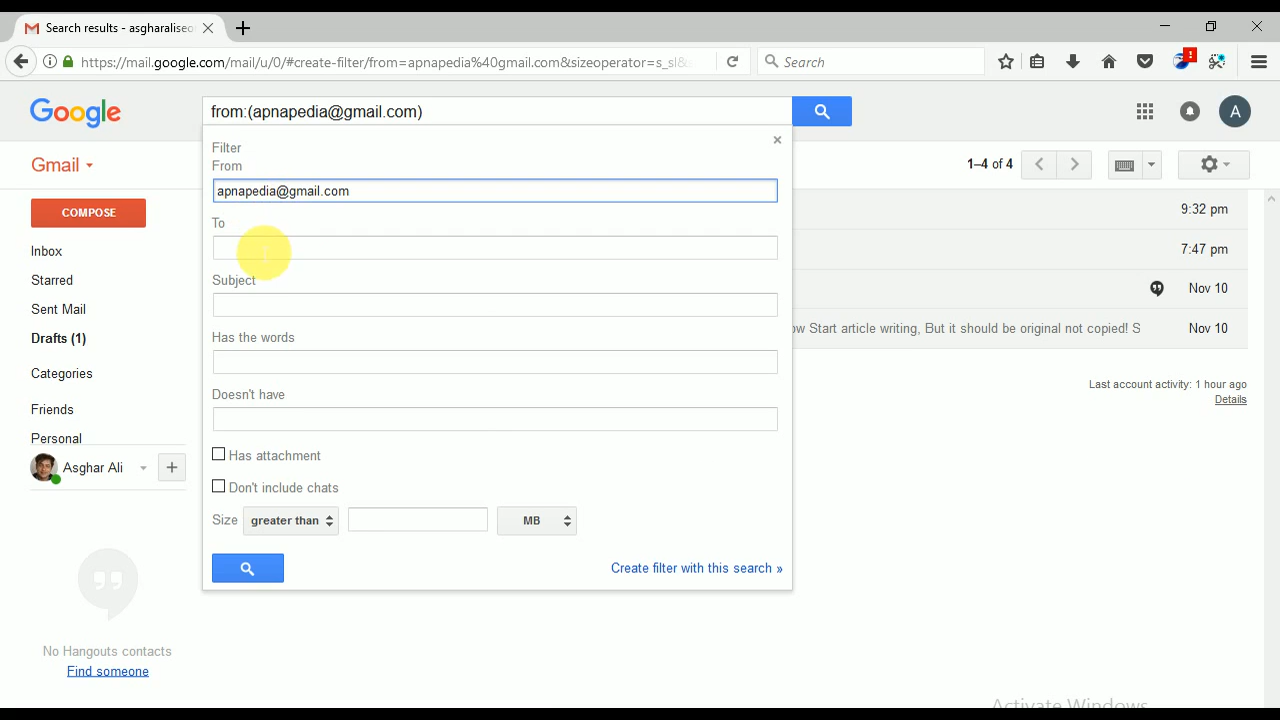 Search results - asgharaliseo
https://mail.google.com/mail/u/0/#create-filter/from=apnapedia%40gmail.com&sizeoperator=s_sl&
Search
1
Google
from:(apnapedia@gmail.com)
A
Gmail
1–4 of 4
Filter
From
apnapedia@gmail.com
COMPOSE
9:32 pm
To
Inbox
7:47 pm
Starred
Subject
Nov 10
Sent Mail
Drafts (1)
ow Start article writing, But it should be original not copied! S
Nov 10
Has the words
Categories
Last account activity: 1 hour ago
Details
Doesn't have
Friends
Personal
Has attachment
Asghar Ali
+
Don't include chats
Size greater than MB
Create filter with this search »
No Hangouts contacts
Find someone
Activate Windows